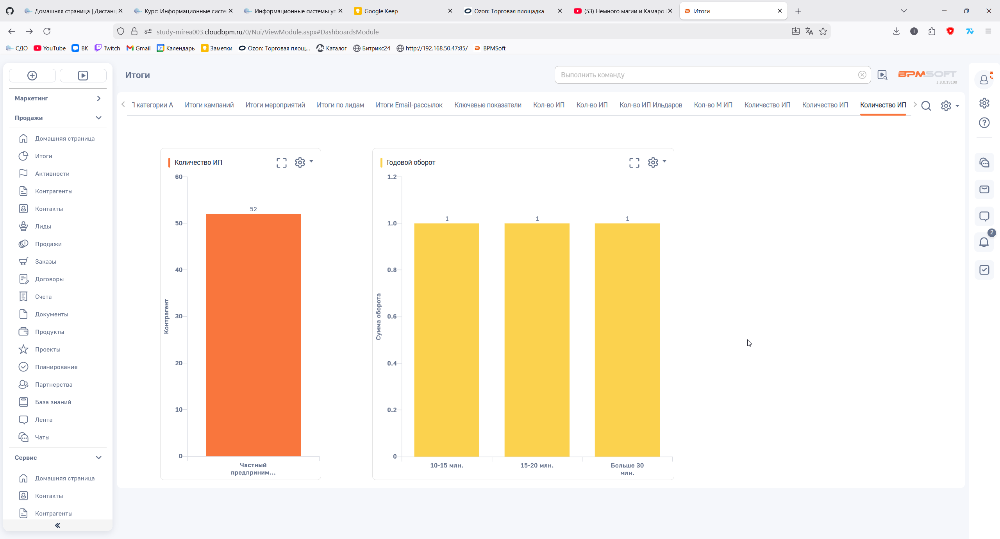 Домашняя страница | Дистанц
Курс: Информационные систе
Информационные системы уп
Google Keep
Ozon: Торговая площадка
(53) Немного магии и Камаро
Итоги
study-mirea003.cloudbpm.ru/0/Nui/ViewModule.aspx#DashboardsModule
СДО
YouTube
ВК
Twitch
Gmail
31
Календарь
Заметки
Ozon: Торговая площ...
Каталог
Битрикс24
http://192.168.50.47:85/
BPMSoft
Итоги
Выполнить команду
BPMSOFT
1.8.0.19108
Маркетинг
Продажи
Домашняя страница
Итоги
Активности
Контрагенты
Контакты
Лиды
Продажи
Заказы
Договоры
Счета
Документы
Продукты
Проекты
Планирование
Партнерства
База знаний
Лента
Чаты
Сервис
Домашняя страница
Контакты
Контрагенты
категории А
Итоги кампаний
Итоги мероприятий
Итоги по лидам
Итоги Email-рассылок
Ключевые показатели
Кол-во ИП
Кол-во ИП
Кол-во ИП Ильдаров
Кол-во М ИП
Количество ИП
Количество ИП
Количество ИП
Количество ИП
60
50
40
30
20
10
0
Контрагент
52
Частный
предприним...
Годовой оборот
1.2
1.0
0.8
0.6
0.4
0.2
0
Сумма оборота
1
1
1
10-15 млн.
15-20 млн.
Больше 30
млн.
2